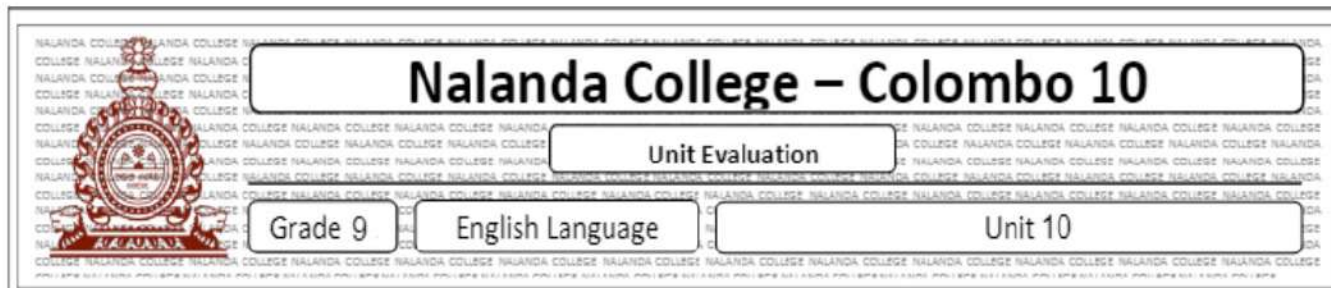 Nalanda College – Colombo 10
Unit Evaluation
Grade 9
English Language
Unit 10